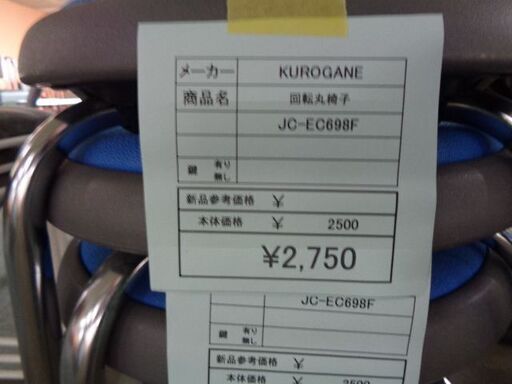 メーカー KUROGANE
商品名 回転丸椅子
JC-EC698F
鍵 有り 無し
新品参考価格 ¥
本体価格 ¥ 2500
¥2,750
JC-EC698F
鍵 有り 無し
新品参考価格 ¥
本体価格 ¥ 2500